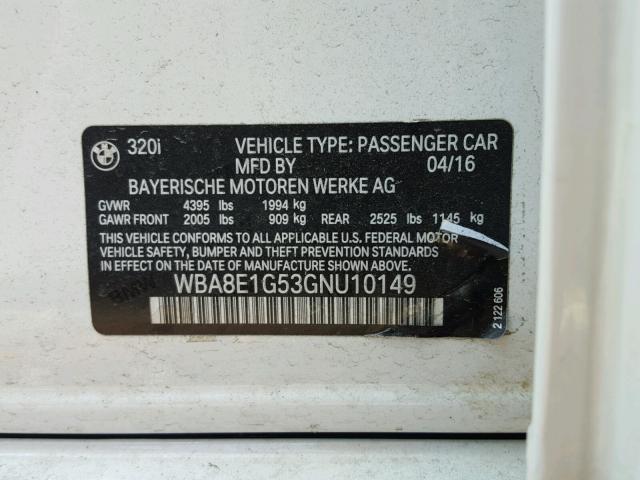 320i VEHICLE TYPE: PASSENGER CAR
MFD BY 04/16
BAYERISCHE MOTOREN WERKE AG
GVWR 4395 lbs 1994 kg
GAWR FRONT 2005 lbs 909 kg REAR 2525 lbs 1145 kg
THIS VEHICLE CONFORMS TO ALL APPLICABLE U.S. FEDERAL MOTOR
VEHICLE SAFETY, BUMPER AND THEFT PREVENTION STANDARDS
IN EFFECT ON THE DATE OF MANUFACTURE SHOWN ABOVE.
WBA8E1G53GNU10149
BMW
2 122 606